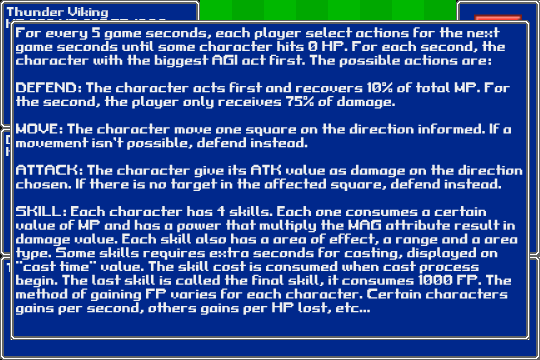 Thunder Viking
For every 5 game seconds, each player select actions for the next
game seconds until some character hits 0 HP. For each second, the
character with the biggest AGI act first. The possible actions are:
DEFEND: The character acts first and recovers 10% of total MP. For
the second, the player only receives 75% of damage.
MOVE: The character move one square on the direction informed. If a
movement isn't possible, defend instead.
ATTACK: The character give its ATK value as damage on the direction
chosen. If there is no target in the affected square, defend instead.
SKILL: Each character has 4 skills. Each one consumes a certain
value of MP and has a power that multiply the MAG attribute result in
damage value. Each skill also has a area of effect, a range and a area
type. Some skills requires extra seconds for casting, displayed on
"cast time" value. The skill cost is consumed when cast process
begin. The last skill is called the final skill, it consumes 1000 FP. The
method of gaining FP varies for each character. Certain characters
gains per second, others gains per HP lost, etc...